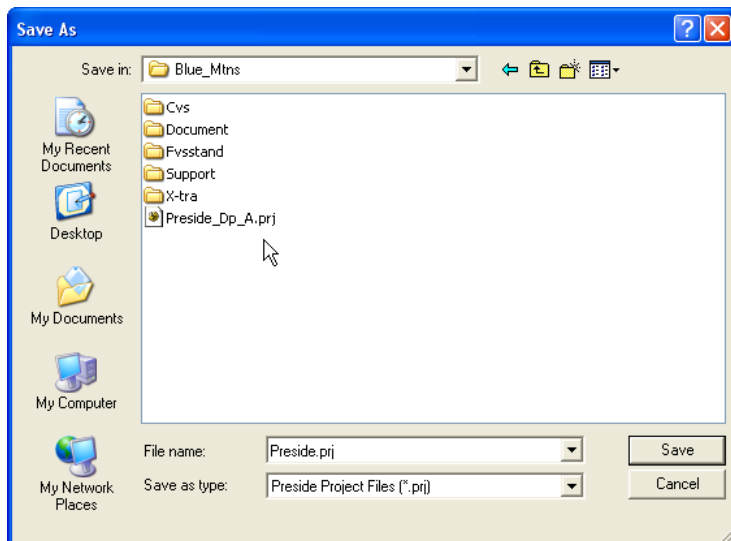 Save As
Save in:
Blue_Mtns
My Recent
Documents
Desktop
My Documents
My Computer
My Network
Places
Cvs
Document
Fvsstand
Support
X-tra
Preside_Dp_A.prj
File name:
Preside.prj
Save
Save as type:
Preside Project Files (*.prj)
Cancel